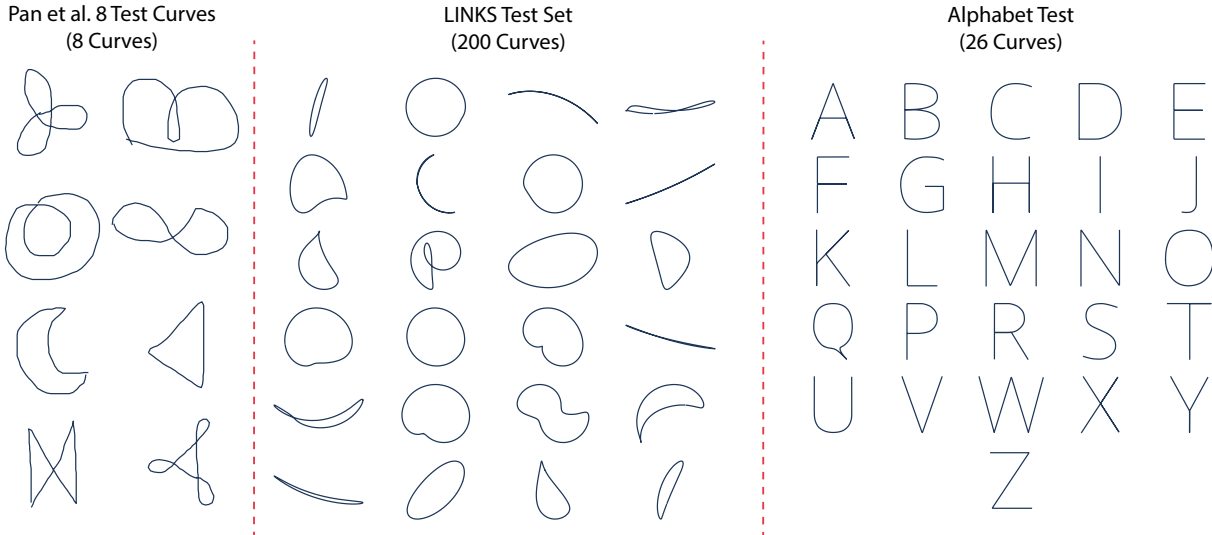 Pan et al. 8 Test Curves
(8 Curves)
LINKS Test Set
(200 Curves)
Alphabet Test
(26 Curves)
A B C D E
F G H I J
K L M N O
Q P R S T
U V W X Y
Z